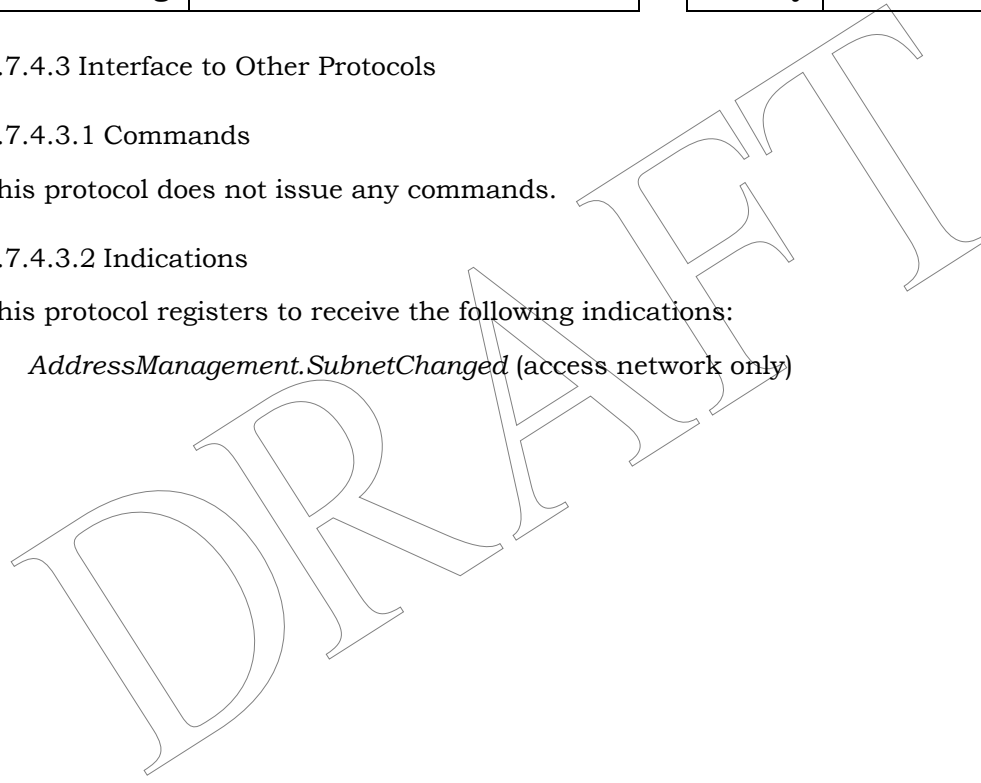 .7.4.3 Interface to Other Protocols
.7.4.3.1 Commands
his protocol does not issue any commands.
.7.4.3.2 Indications
his protocol registers to receive the following indications:
AddressManagement.SubnetChanged (access network only)
DRAFT